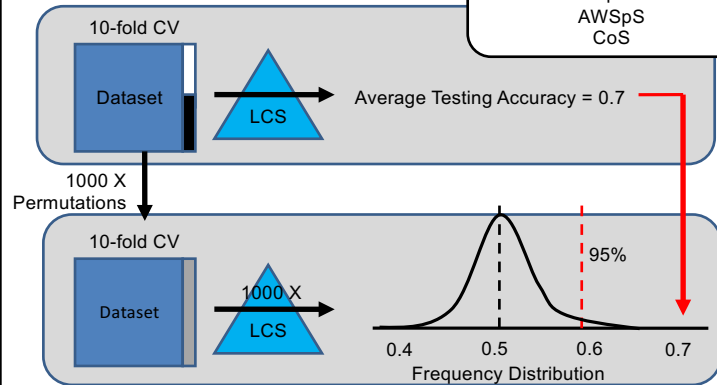 AWSpS
CoS
10-fold CV
Dataset
LCS
Average Testing Accuracy = 0.7
1000 X
Permutations
10-fold CV
Dataset
1000 X
LCS
95%
0.4 0.5 0.6 0.7
Frequency Distribution